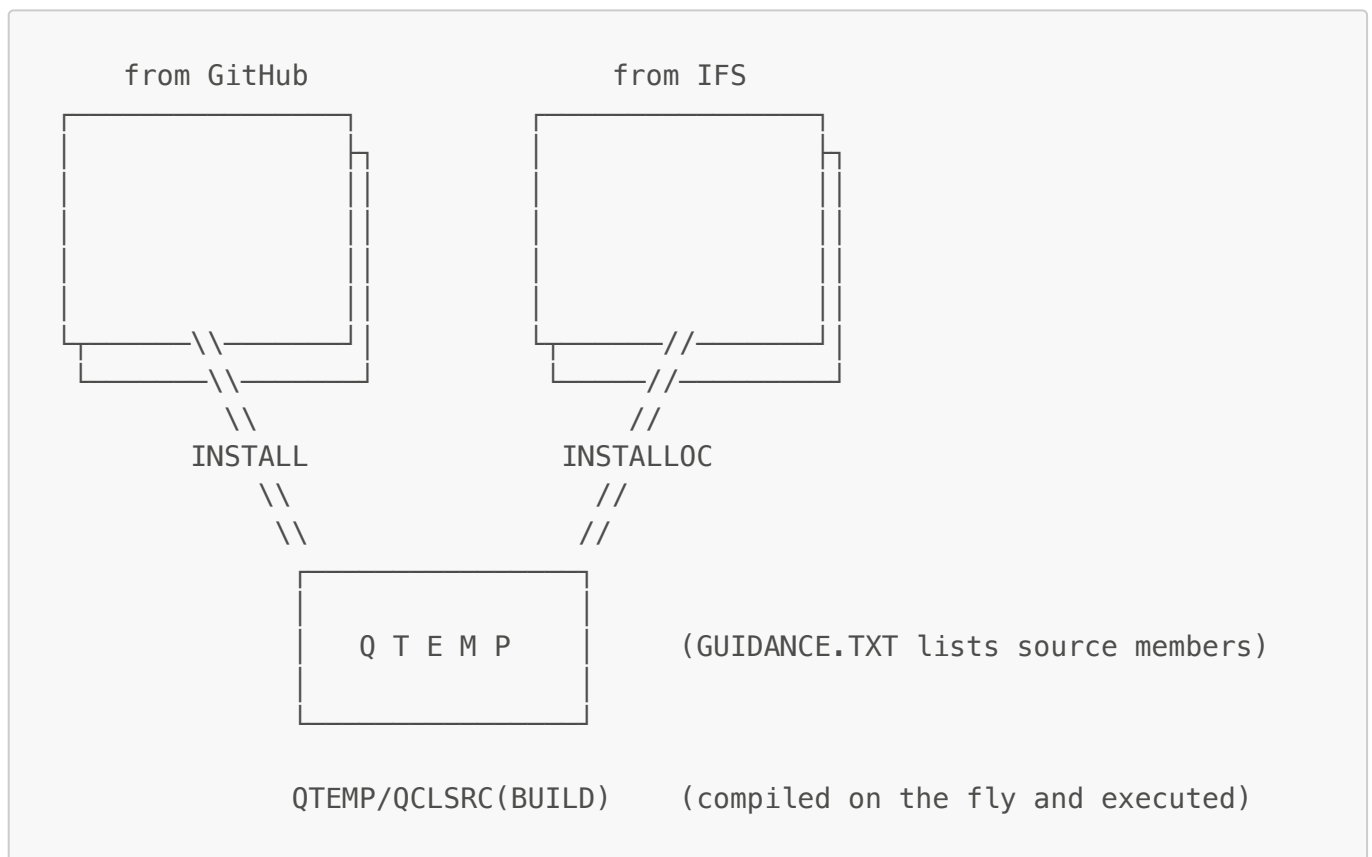 from GitHub from IFS
INSTALL INSTALLOC
Q T E M P (GUIDANCE.TXT lists source members)
QTEMP/QCLSRC(BUILD) (compiled on the fly and executed)